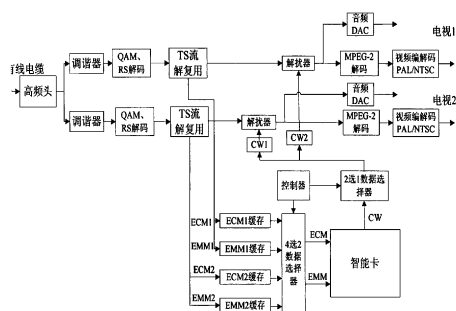 音频
DAC
电视1
调谐器
QAM、
RS解码
TS流
解复用
解扰器
MPEG-2
解码
视频编解码
PAL/NTSC
有线电缆
高频头
音频
DAC
电视2
调谐器
QAM、
RS解码
TS流
解复用
解扰器
MPEG-2
解码
视频编解码
PAL/NTSC
CW1
CW2
控制器
2选1数据选
择器
CW
ECM1
ECM1缓存
EMM1
EMM1缓存
ECM2
ECM2缓存
EMM2
EMM2缓存
4选2
数据
选择
器
ECM
EMM
智能卡